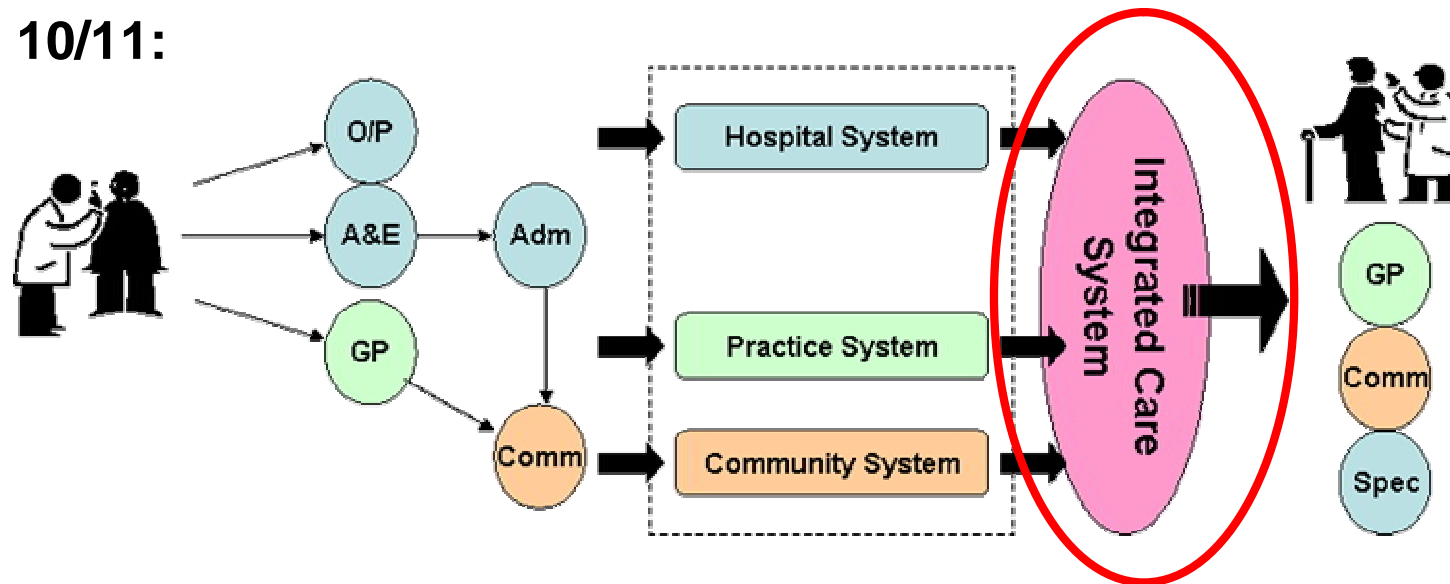 10/11:
O/P
A&E
Adm
GP
Comm
Hospital System
Practice System
Community System
Integrated Care
System
GP
Comm
Spec